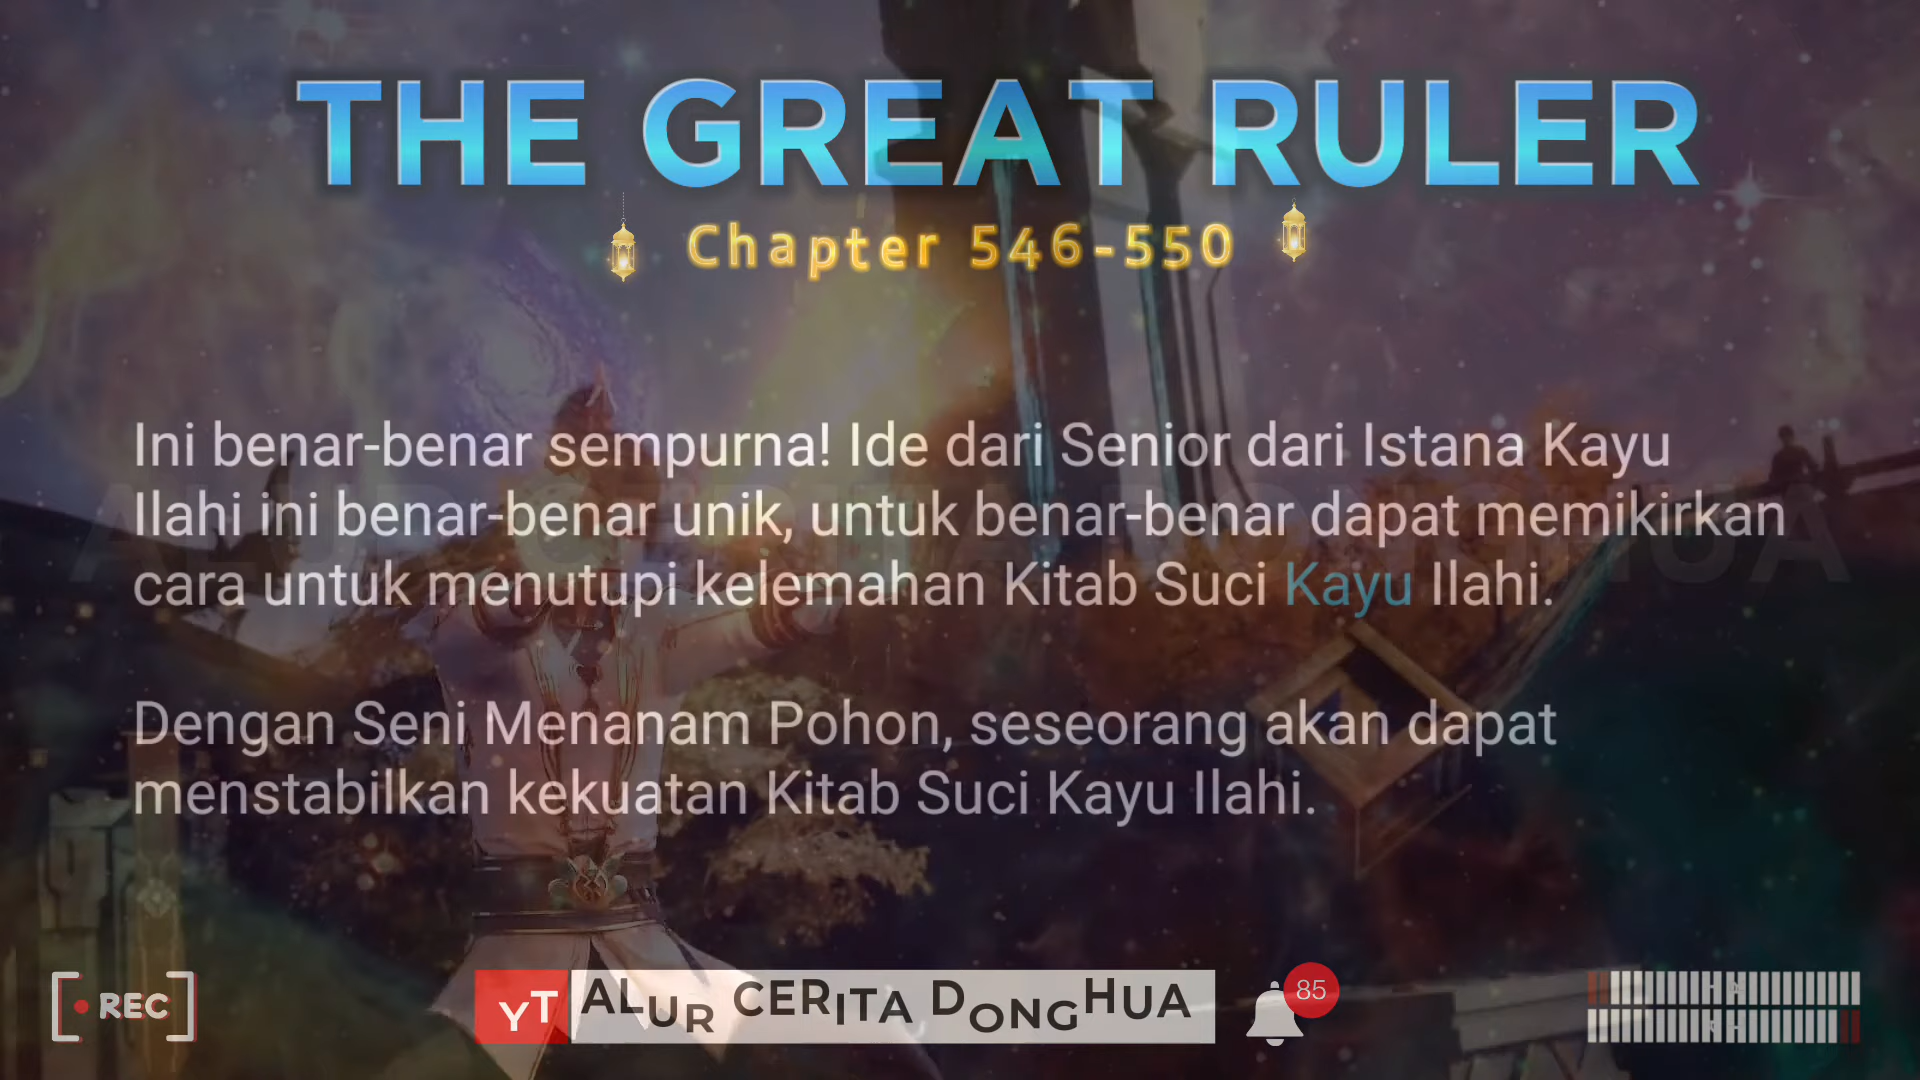 THE GREAT RULER
Chapter 546-550
Ini benar-benar sempurna! Ide dari Senior dari Istana Kayu
Ilahi ini benar-benar unik, untuk benar-benar dapat memikirkan
cara untuk menutupi kelemahan Kitab Suci Kayu Ilahi.
Dengan Seni Menanam Pohon, seseorang akan dapat
menstabilkan kekuatan Kitab Suci Kayu Ilahi.
REC
YT ALUR CERITA DONGHUA
85